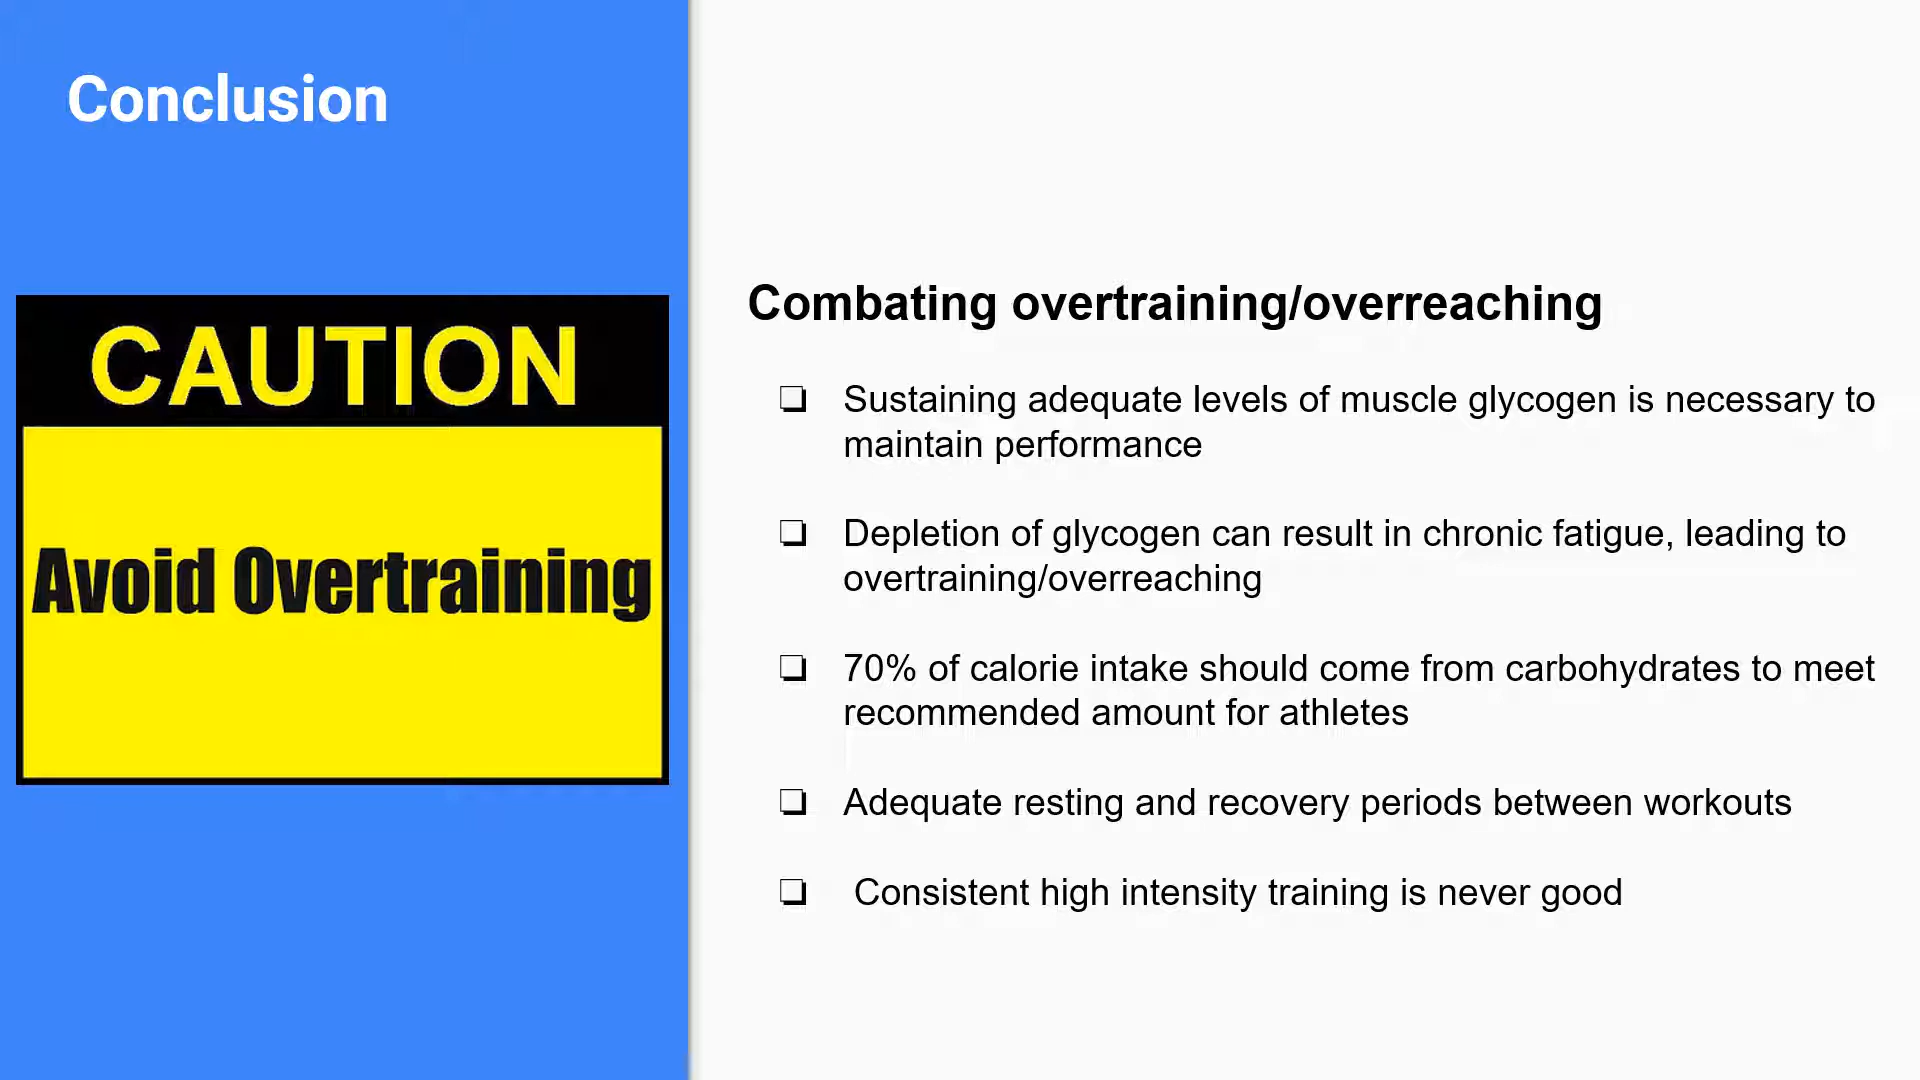 Conclusion
CAUTION
Avoid Overtraining
Combating overtraining/overreaching
❏ Sustaining adequate levels of muscle glycogen is necessary to
maintain performance
❏ Depletion of glycogen can result in chronic fatigue, leading to
overtraining/overreaching
❏ 70% of calorie intake should come from carbohydrates to meet
recommended amount for athletes
❏ Adequate resting and recovery periods between workouts
❏ Consistent high intensity training is never good